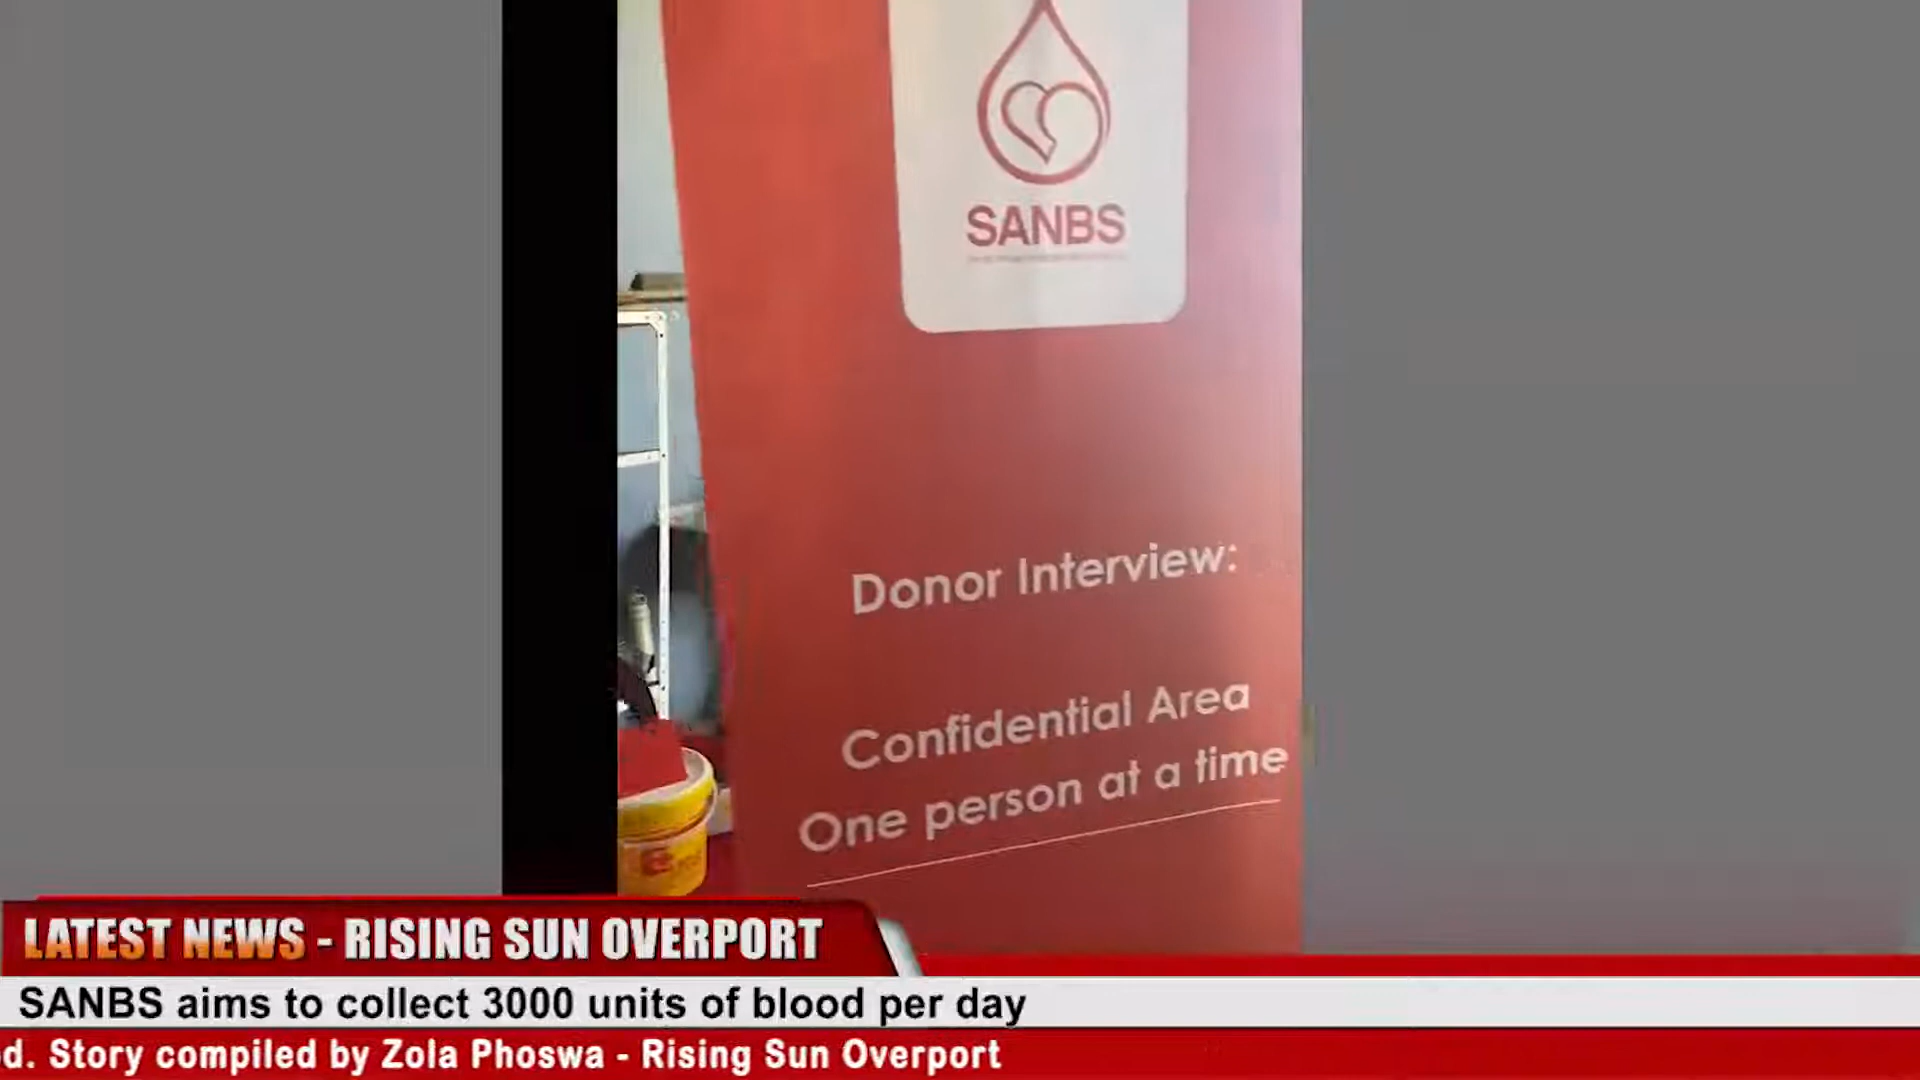 SANBS
Donor Interview:
Confidential Area
One person at a time
LATEST NEWS - RISING SUN OVERPORT
SANBS aims to collect 3000 units of blood per day
d. Story compiled by Zola Phoswa - Rising Sun Overport